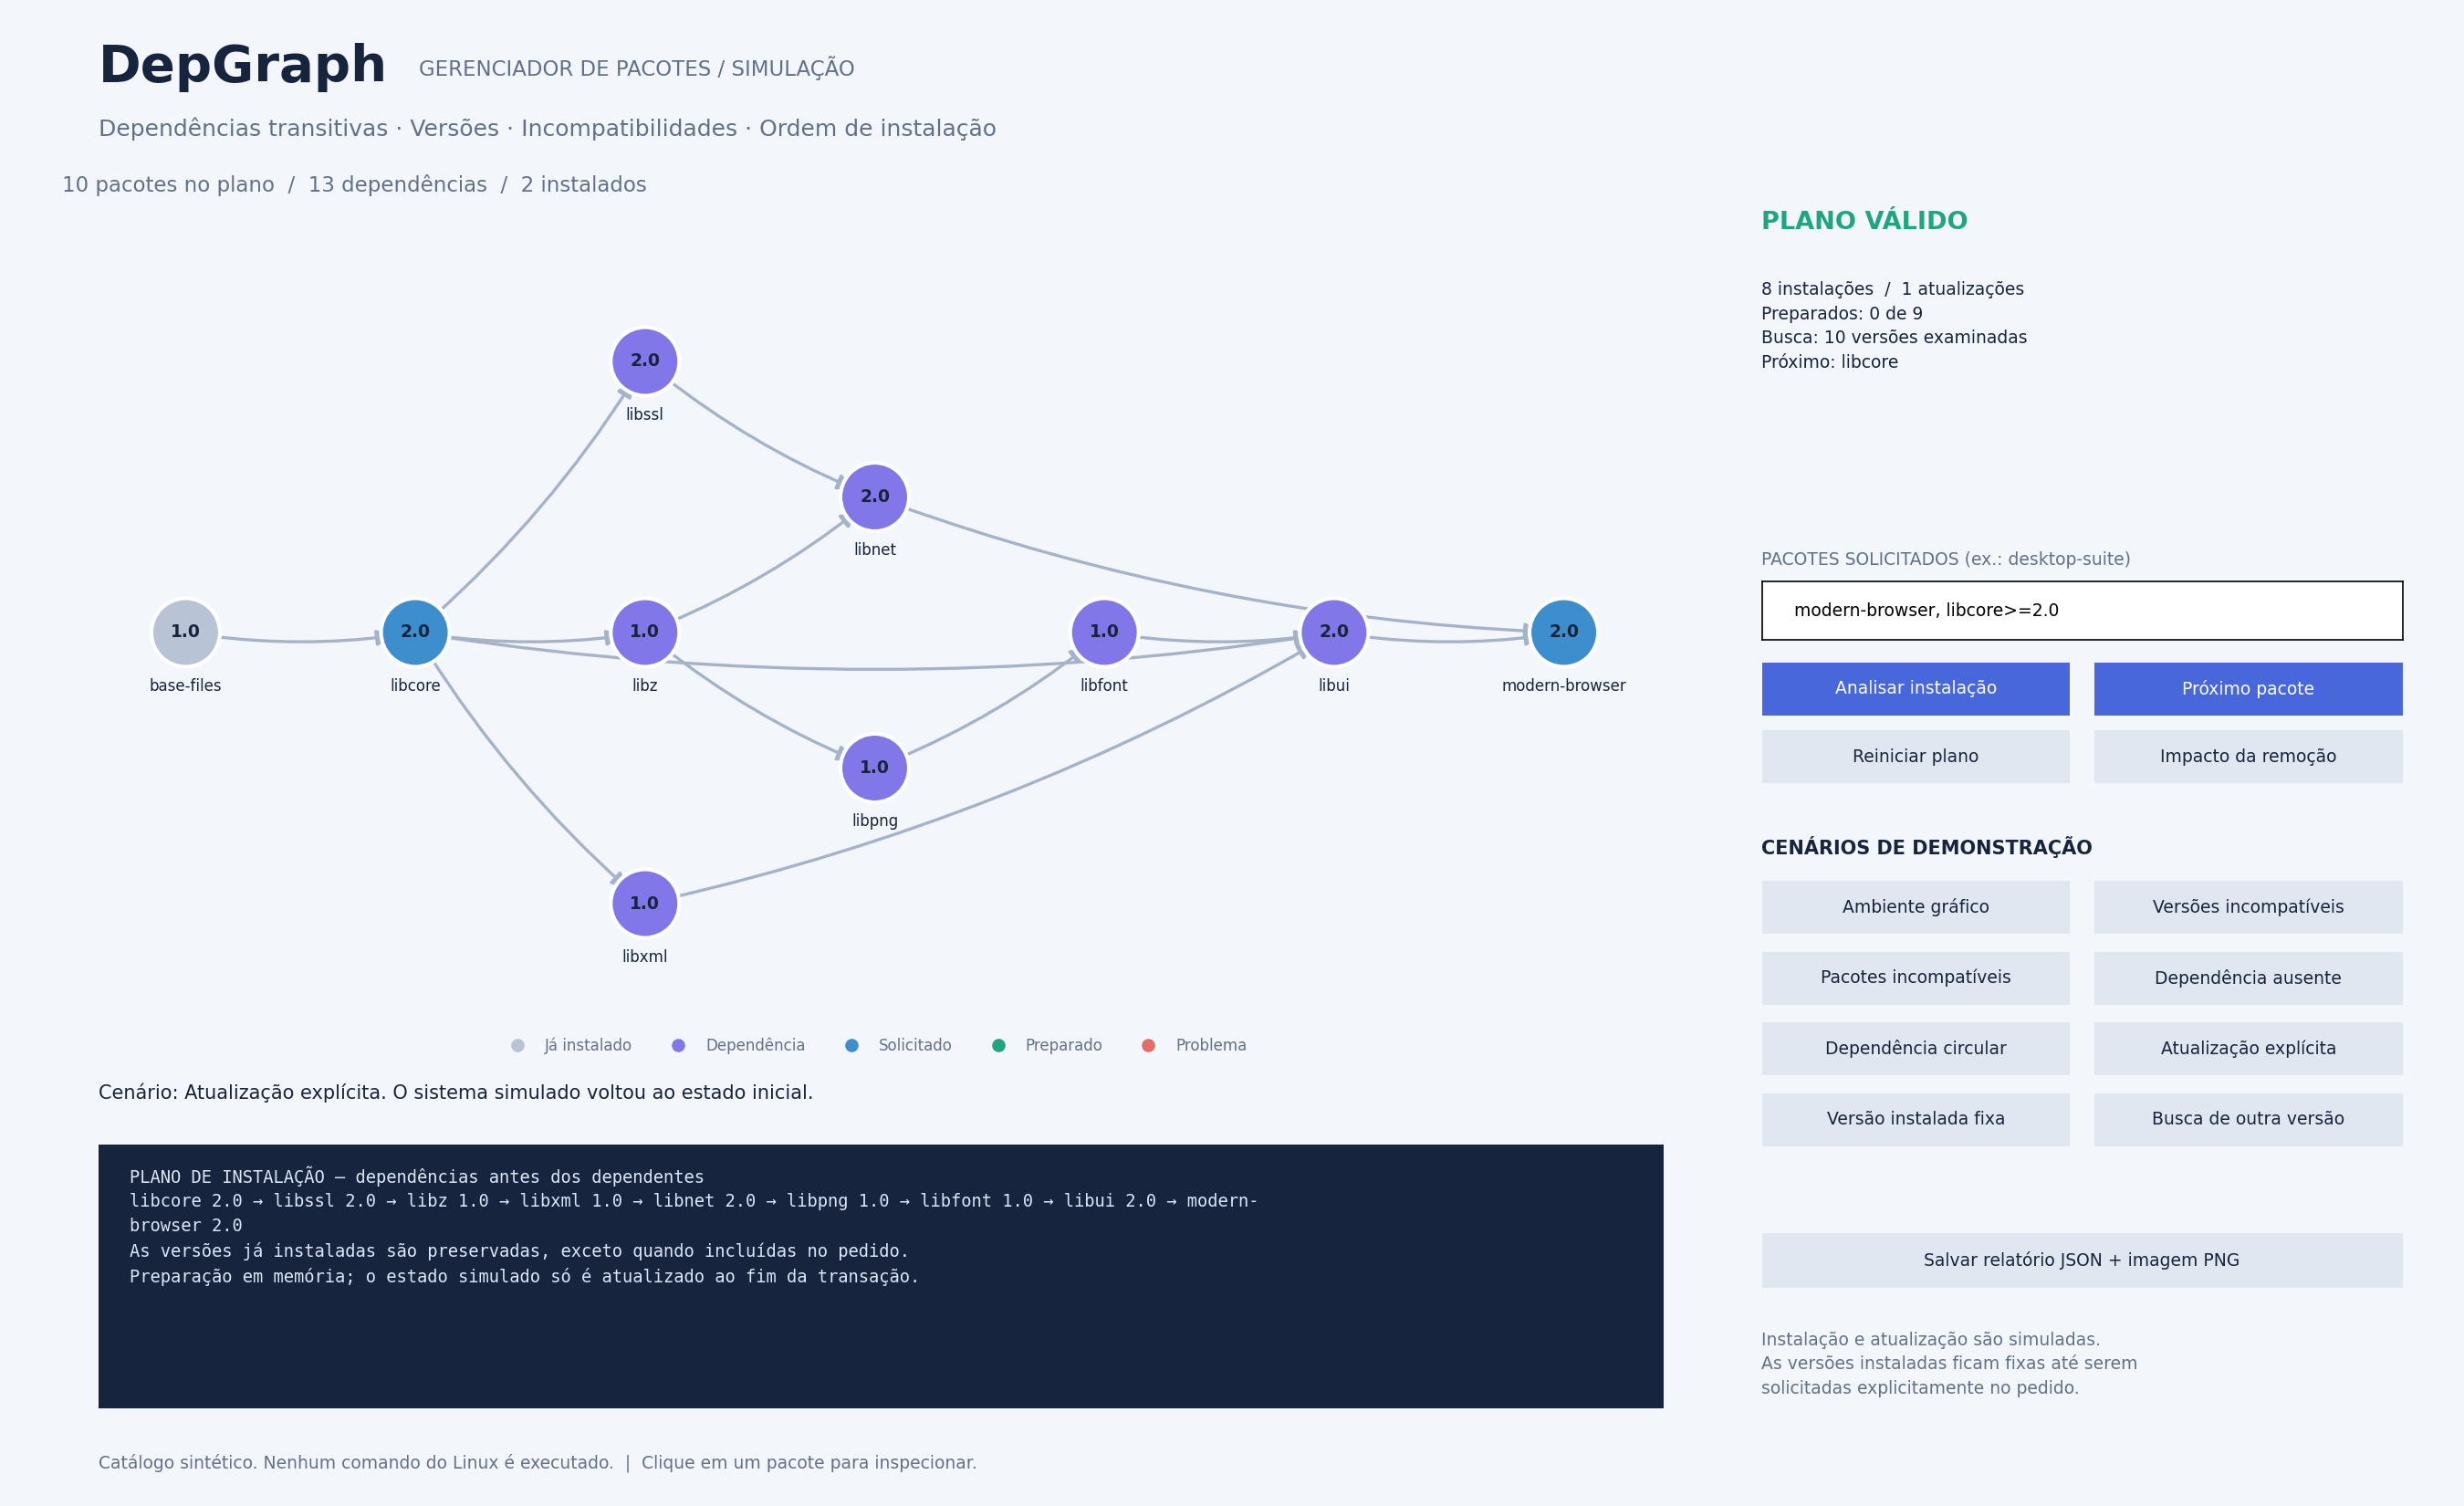 DepGraph GERENCIADOR DE PACOTES / SIMULAÇÃO
Dependências transitivas · Versões · Incompatibilidades · Ordem de instalação
10 pacotes no plano / 13 dependências / 2 instalados
2.0
libssl
2.0
libnet
1.0
base-files
2.0
libcore
1.0
libz
1.0
libfont
2.0
libui
2.0
modern-browser
1.0
libpng
1.0
libxml
Já instalado
Dependência
Solicitado
Preparado
Problema
Cenário: Atualização explícita. O sistema simulado voltou ao estado inicial.
PLANO DE INSTALAÇÃO — dependências antes dos dependentes
libcore 2.0 → libssl 2.0 → libz 1.0 → libxml 1.0 → libnet 2.0 → libpng 1.0 → libfont 1.0 → libui 2.0 → modern-
browser 2.0
As versões já instaladas são preservadas, exceto quando incluídas no pedido.
Preparação em memória; o estado simulado só é atualizado ao fim da transação.
PLANO VÁLIDO
8 instalações / 1 atualizações
Preparados: 0 de 9
Busca: 10 versões examinadas
Próximo: libcore
PACOTES SOLICITADOS (ex.: desktop-suite)
modern-browser, libcore>=2.0
Analisar instalação
Próximo pacote
Reiniciar plano
Impacto da remoção
CENÁRIOS DE DEMONSTRAÇÃO
Ambiente gráfico
Versões incompatíveis
Pacotes incompatíveis
Dependência ausente
Dependência circular
Atualização explícita
Versão instalada fixa
Busca de outra versão
Salvar relatório JSON + imagem PNG
Instalação e atualização são simuladas.
As versões instaladas ficam fixas até serem
solicitadas explicitamente no pedido.
Catálogo sintético. Nenhum comando do Linux é executado. | Clique em um pacote para inspecionar.